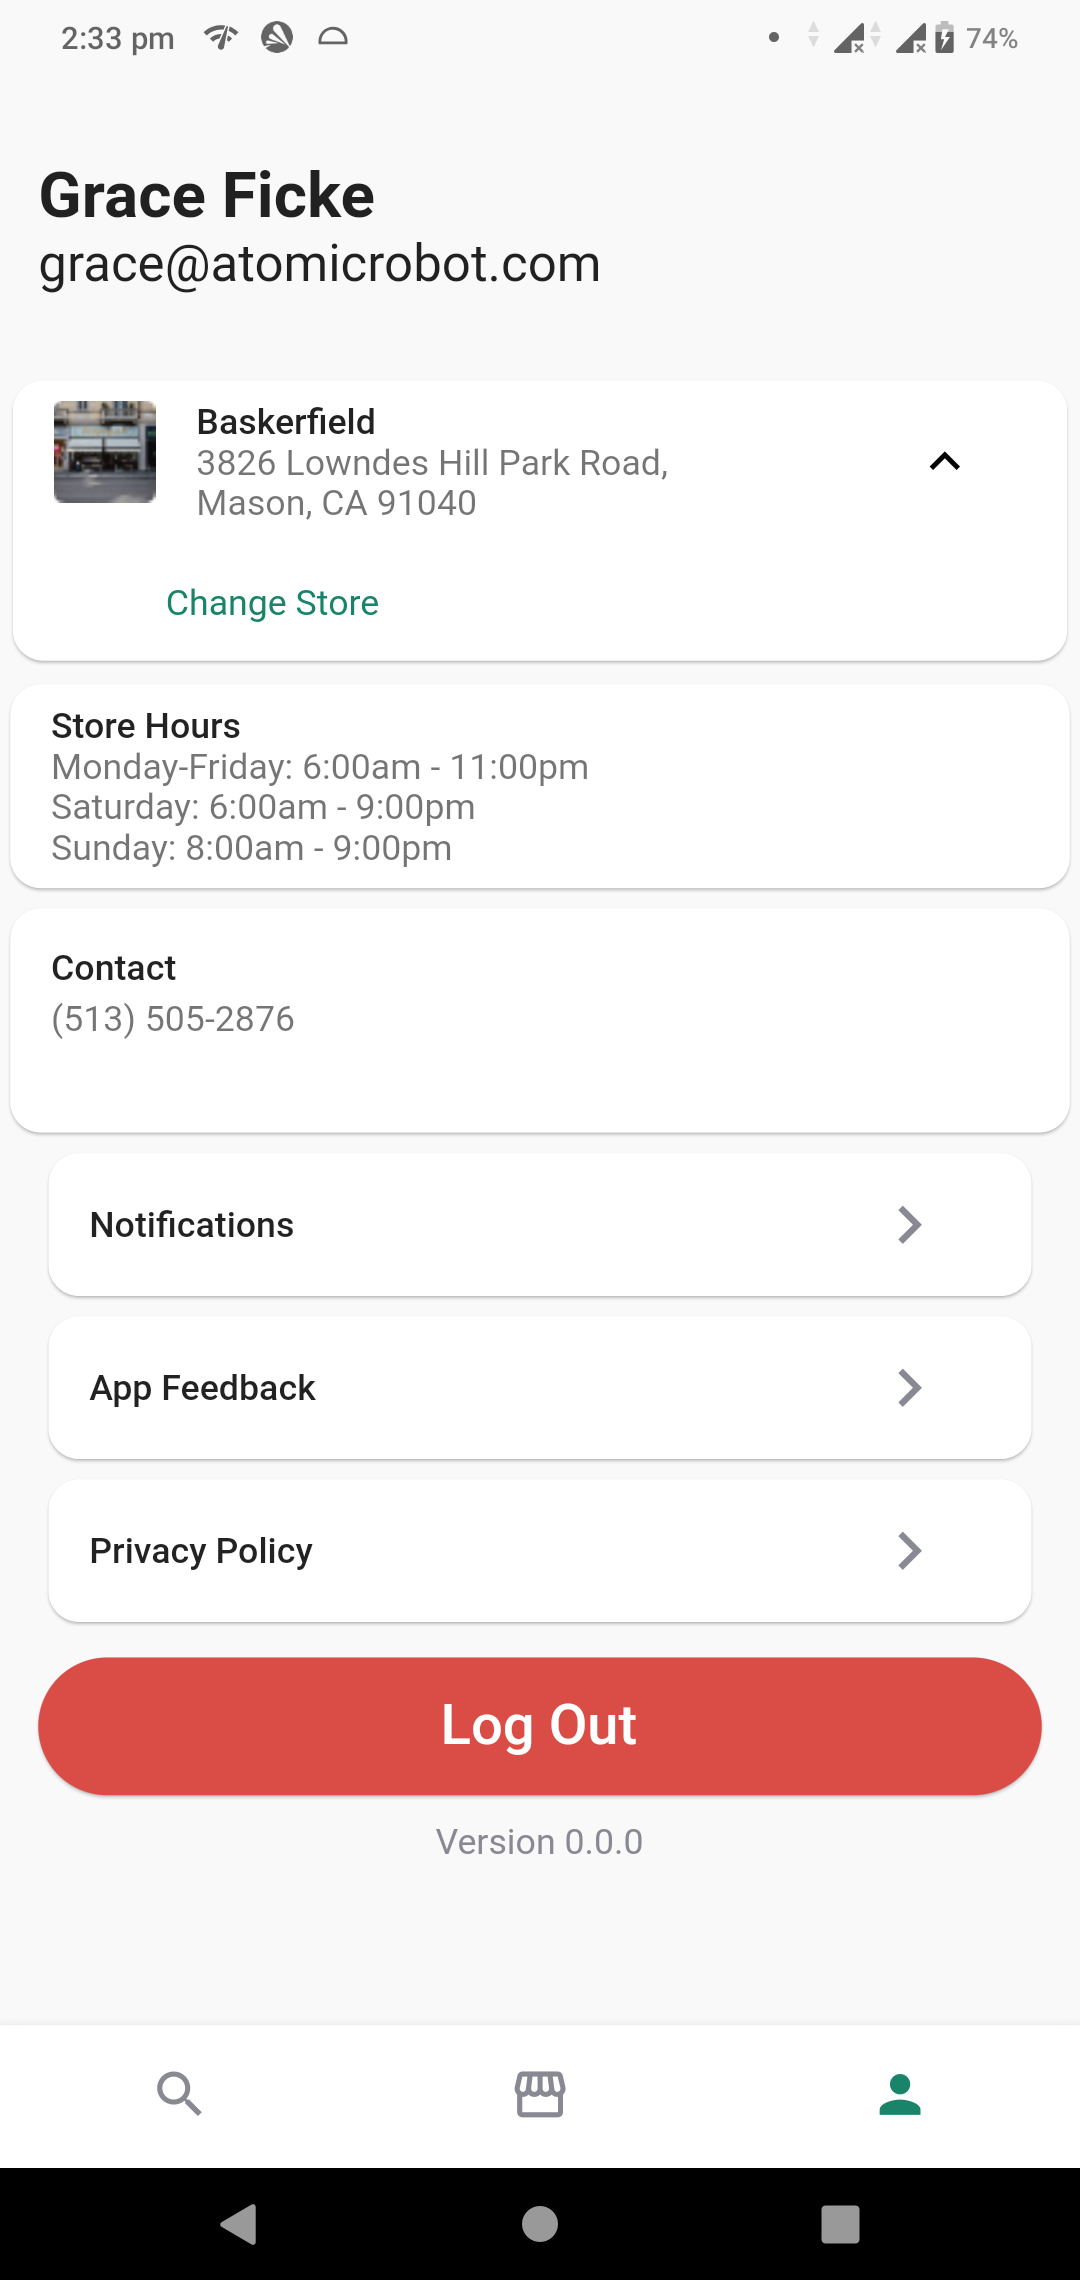 2:33 pm
74%
Grace Ficke
grace@atomicrobot.com
Baskerfield
3826 Lowndes Hill Park Road,
Mason, CA 91040
Change Store
Store Hours
Monday-Friday: 6:00am - 11:00pm
Saturday: 6:00am - 9:00pm
Sunday: 8:00am - 9:00pm
Contact
(513) 505-2876
Notifications
App Feedback
Privacy Policy
Log Out
Version 0.0.0